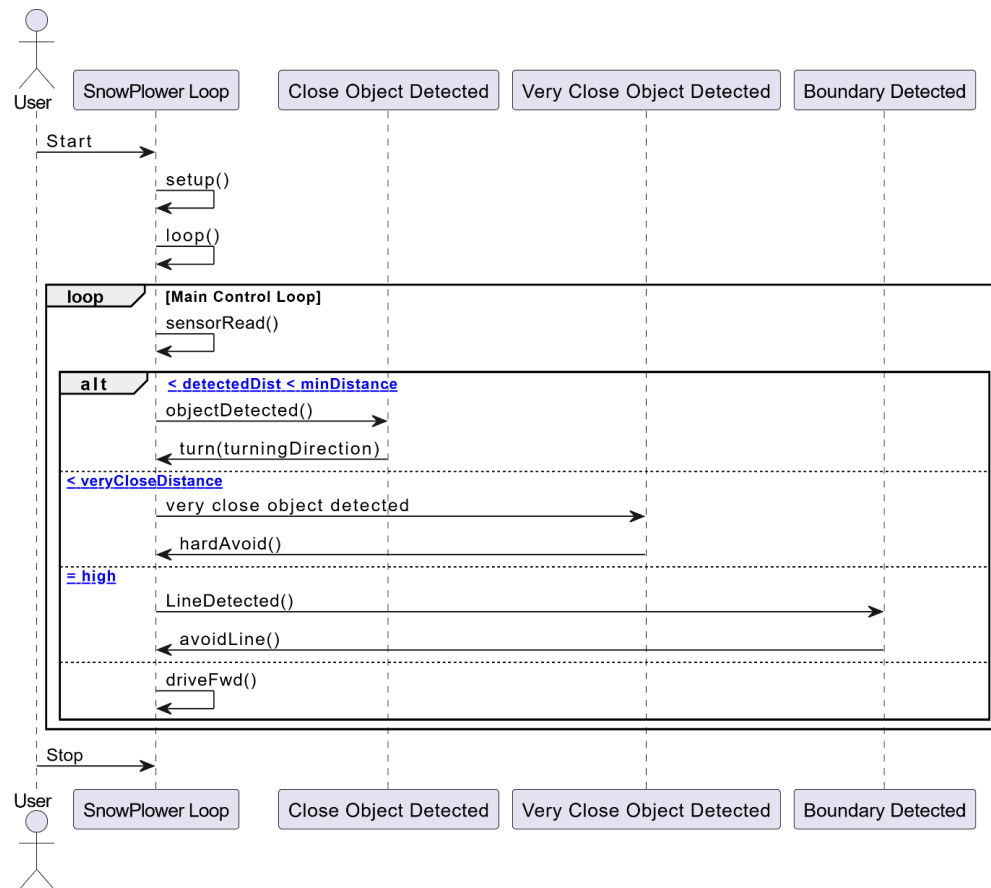 User
SnowPlower Loop
Close Object Detected
Very Close Object Detected
Boundary Detected
Start
setup()
loop()
loop
[Main Control Loop]
sensorRead()
alt
< detectedDist < minDistance
objectDetected()
turn(turningDirection)
< veryCloseDistance
very close object detected
hardAvoid()
= high
LineDetected()
avoidLine()
driveFwd()
Stop
User
SnowPlower Loop
Close Object Detected
Very Close Object Detected
Boundary Detected